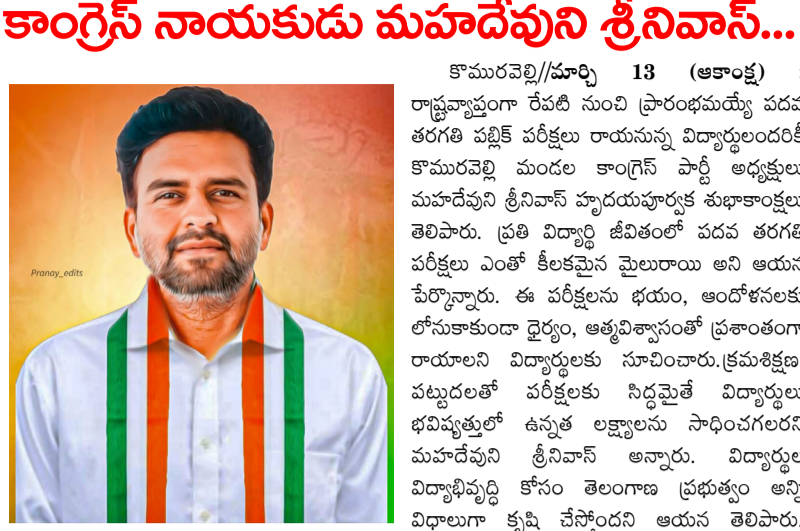 కాంగ్రెస్ నాయకుడు మహదేవుని శ్రీనివాస్...
కొమురవెల్లి//మార్చి 13 (ఆకాంక్ష) :
రాష్ట్రవ్యాప్తంగా రేపటి నుంచి ప్రారంభమయ్యే పదవ
తరగతి పబ్లిక్ పరీక్షలు రాయనున్న విద్యార్థులందరికీ
కొమురవెల్లి మండల కాంగ్రెస్ పార్టీ అధ్యక్షులు
మహదేవుని శ్రీనివాస్ హృదయపూర్వక శుభాకాంక్షలు
తెలిపారు. ప్రతి విద్యార్థి జీవితంలో పదవ తరగతి
పరీక్షలు ఎంతో కీలకమైన మైలురాయి అని ఆయన
పేర్కొన్నారు. ఈ పరీక్షలను భయం, ఆందోళనలకు
లోనుకాకుండా ధైర్యం, ఆత్మవిశ్వాసంతో ప్రశాంతంగా
రాయాలని విద్యార్థులకు సూచించారు.క్రమశిక్షణ
పట్టుదలతో పరీక్షలకు సిద్ధమైతే విద్యార్థులు
భవిష్యత్తులో ఉన్నత లక్ష్యాలను సాధించగలరని
మహదేవుని శ్రీనివాస్ అన్నారు. విద్యార్థుల
విద్యాభివృద్ధి కోసం తెలంగాణ ప్రభుత్వం అన్ని
విధాలుగా కృషి చేస్తోందని ఆయన తెలిపారు.
Pranay_edits